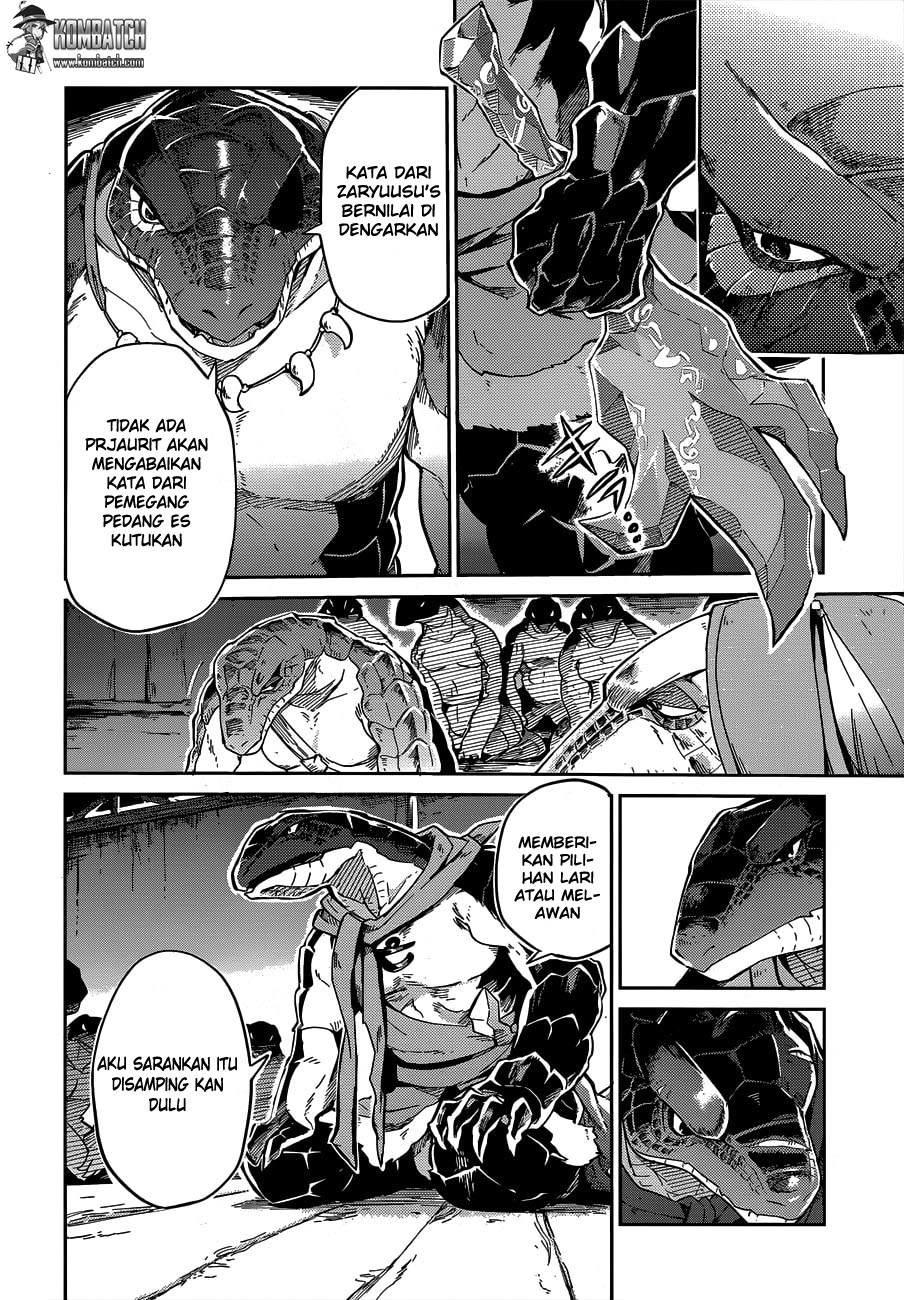 KOMBATCH
www.kombatch.com
KATA DARI
ZARYUUSU'S
BERNILAI DI
DENGARKAN
TIDAK ADA
PRJAURIT AKAN
MENGABAIKAN
KATA DARI
PEMEGANG
PEDANG ES
KUTUKAN
MEMBERI-
KAN PILI-
HAN LARI
ATAU MEL-
AWAN
AKU SARANKAN ITU
DISAMPING KAN
DULU